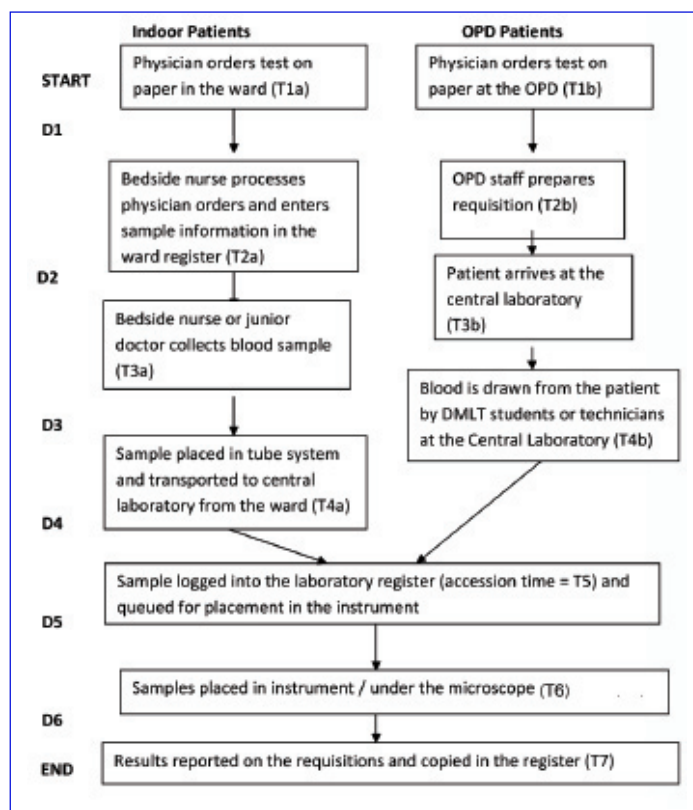 Indoor Patients
OPD Patients
START
Physician orders test on
paper in the ward (T1a)
Physician orders test on
paper at the OPD (T1b)
D1
Bedside nurse processes
physician orders and enters
sample information in the
ward register (T2a)
OPD staff prepares
requisition (T2b)
D2
Patient arrives at the
central laboratory
(T3b)
Bedside nurse or junior
doctor collects blood sample
(T3a)
Blood is drawn from the patient
by DMLT students or technicians
at the Central Laboratory (T4b)
D3
Sample placed in tube system
and transported to central
laboratory from the ward (T4a)
D4
Sample logged into the laboratory register (accession time = T5) and
queued for placement in the instrument
D5
Samples placed in instrument / under the microscope (T6)
D6
Results reported on the requisitions and copied in the register (T7)
END